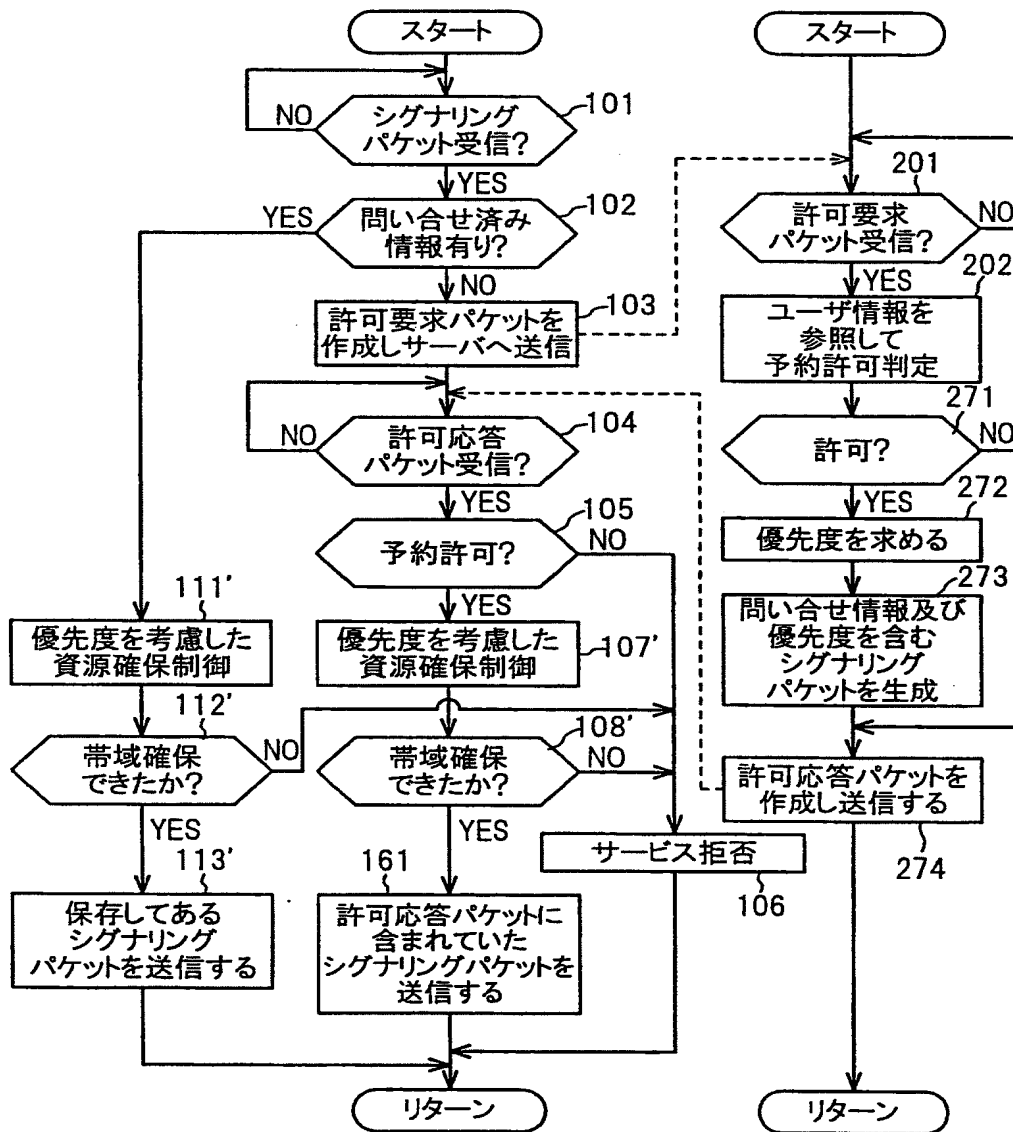 スタート
シグナリング
パケット受信?
101
NO
YES
問い合せ済み
情報有り?
102
YES
NO
許可要求パケットを
作成しサーバへ送信
103
許可応答
パケット受信?
104
NO
YES
予約許可?
105
NO
YES
111'
優先度を考慮した
資源確保制御
優先度を考慮した
資源確保制御
107'
112'
帯域確保
できたか?
NO
YES
帯域確保
できたか?
108'
NO
YES
サービス拒否
106
113'
保存してある
シグナリング
パケットを送信する
161
許可応答パケットに
含まれていた
シグナリングパケットを
送信する
リターン
スタート
201
許可要求
パケット受信?
NO
YES
202
ユーザ情報を
参照して
予約許可判定
271
許可?
NO
YES
272
優先度を求める
273
問い合せ情報及び
優先度を含む
シグナリング
パケットを生成
許可応答パケットを
作成し送信する
274
リターン